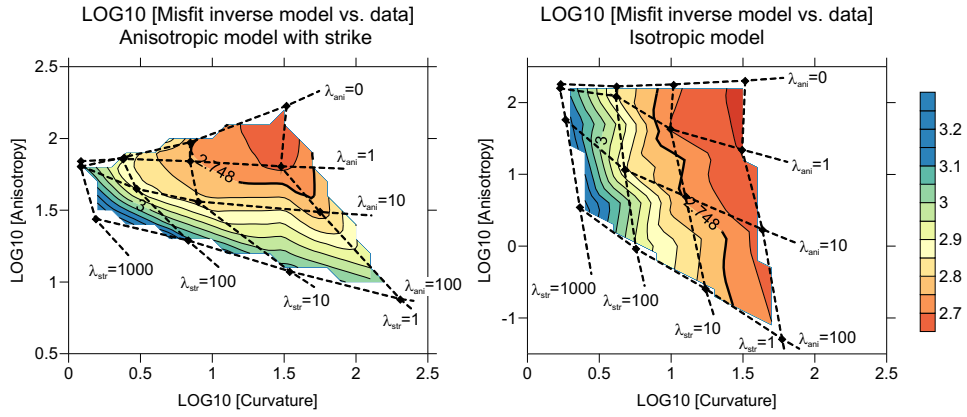 LOG10 [Misfit inverse model vs. data]
Anisotropic model with strike
LOG10 [Anisotropy]
2.5
2
1.5
1
0.5
0
0.5
1
1.5
2
2.5
LOG10 [Curvature]
λani=0
λani=1
λani=10
λani=100
λstr=1000
λstr=100
λstr=10
λstr=1
2.748
3
LOG10 [Misfit inverse model vs. data]
Isotropic model
LOG10 [Anisotropy]
2
1
0
-1
0
0.5
1.0
1.5
2.0
2.5
LOG10 [Curvature]
λani=0
λani=1
λani=10
λani=100
λstr=1000
λstr=100
λstr=10
λstr=1
3
2.748
3.2
3.1
3
2.9
2.8
2.7